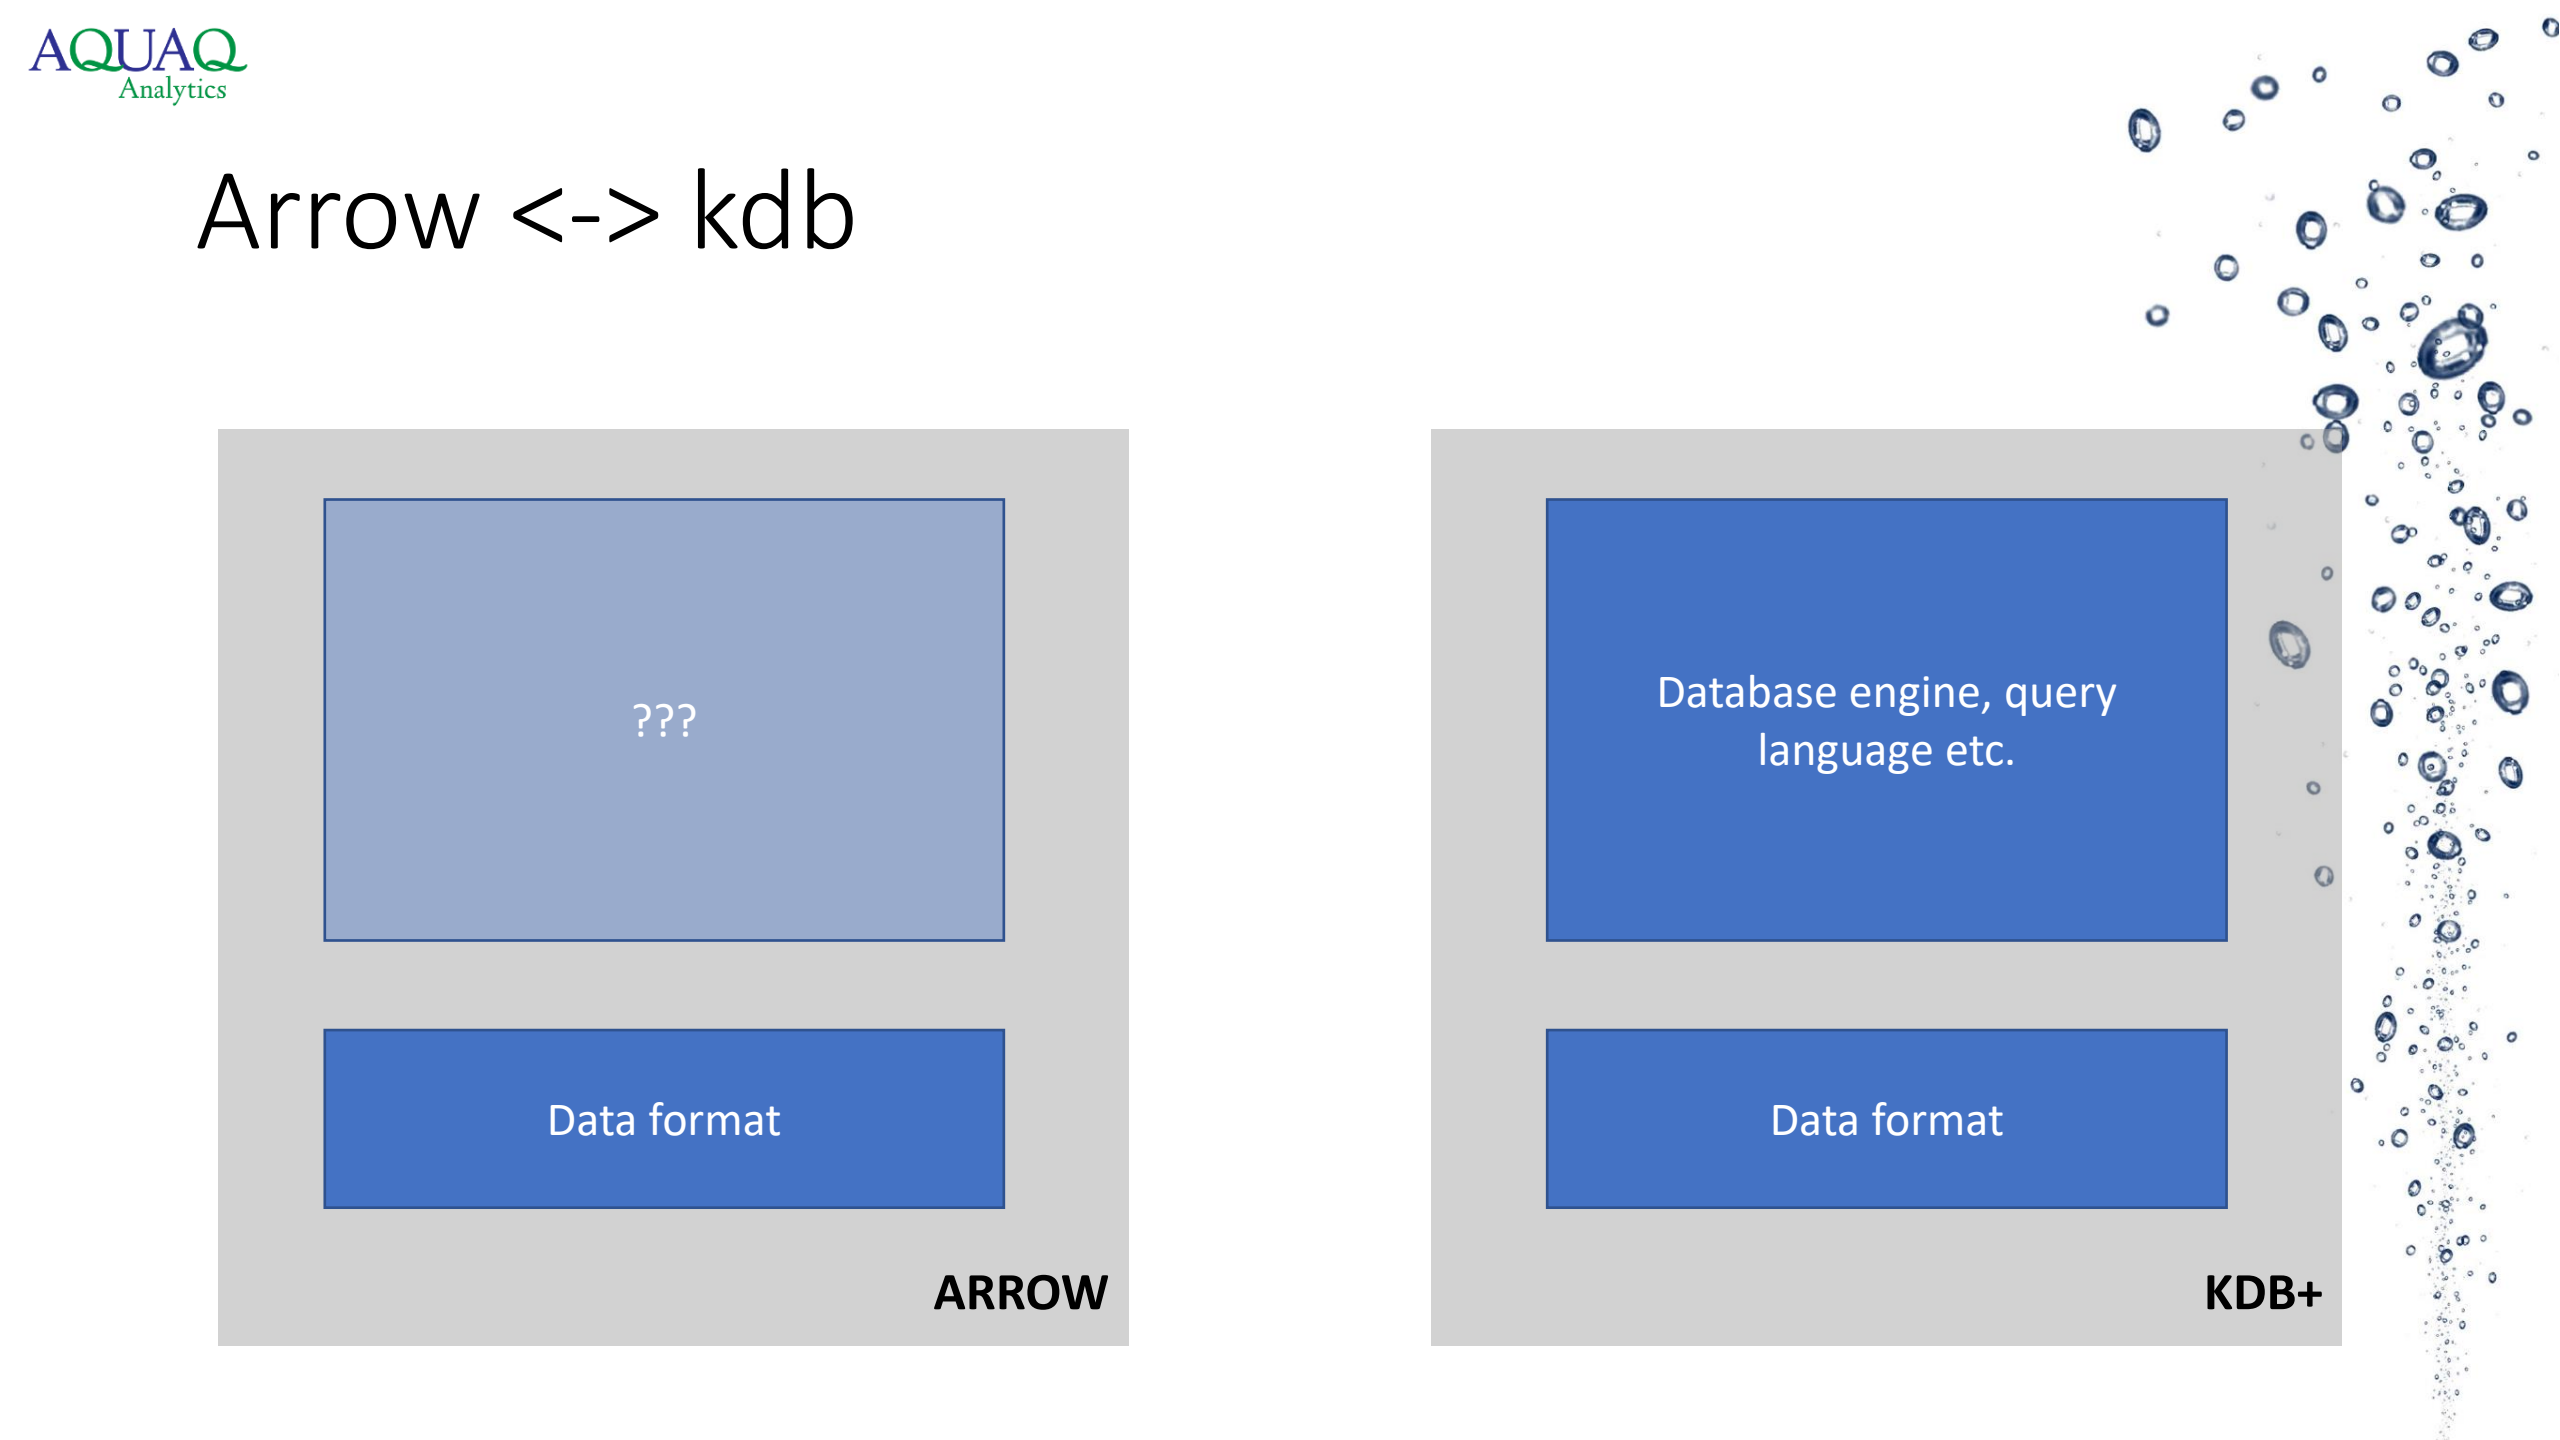 AQUAQ
Analytics
Arrow <-> kdb
???
Data format
ARROW
Database engine, query
language etc.
Data format
KDB+